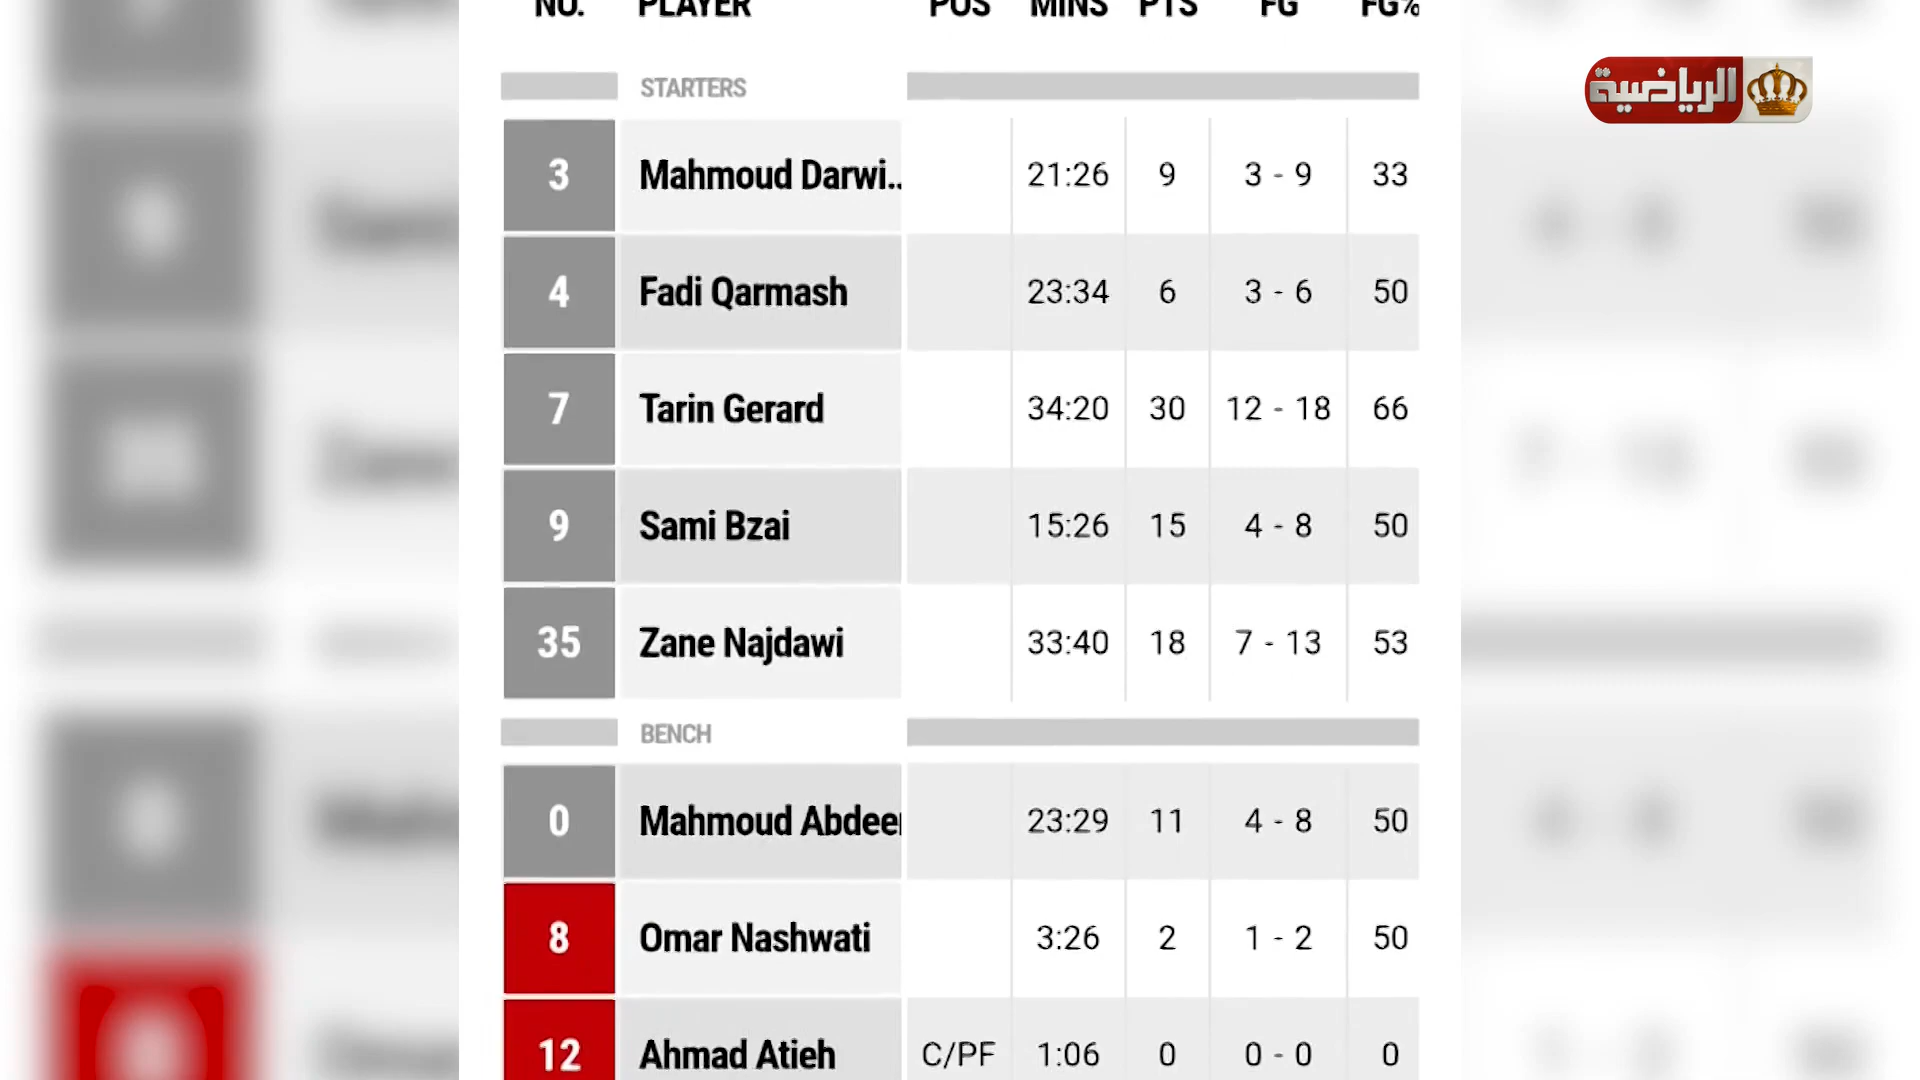 NO. PLAYER POS MINS PTS FG FG%
الرياضية
STARTERS
3 Mahmoud Darwi.. 21:26 9 3 - 9 33
4 Fadi Qarmash 23:34 6 3 - 6 50
7 Tarin Gerard 34:20 30 12 - 18 66
9 Sami Bzai 15:26 15 4 - 8 50
35 Zane Najdawi 33:40 18 7 - 13 53
BENCH
0 Mahmoud Abdee 23:29 11 4 - 8 50
8 Omar Nashwati 3:26 2 1 - 2 50
12 Ahmad Atieh C/PF 1:06 0 0 - 0 0